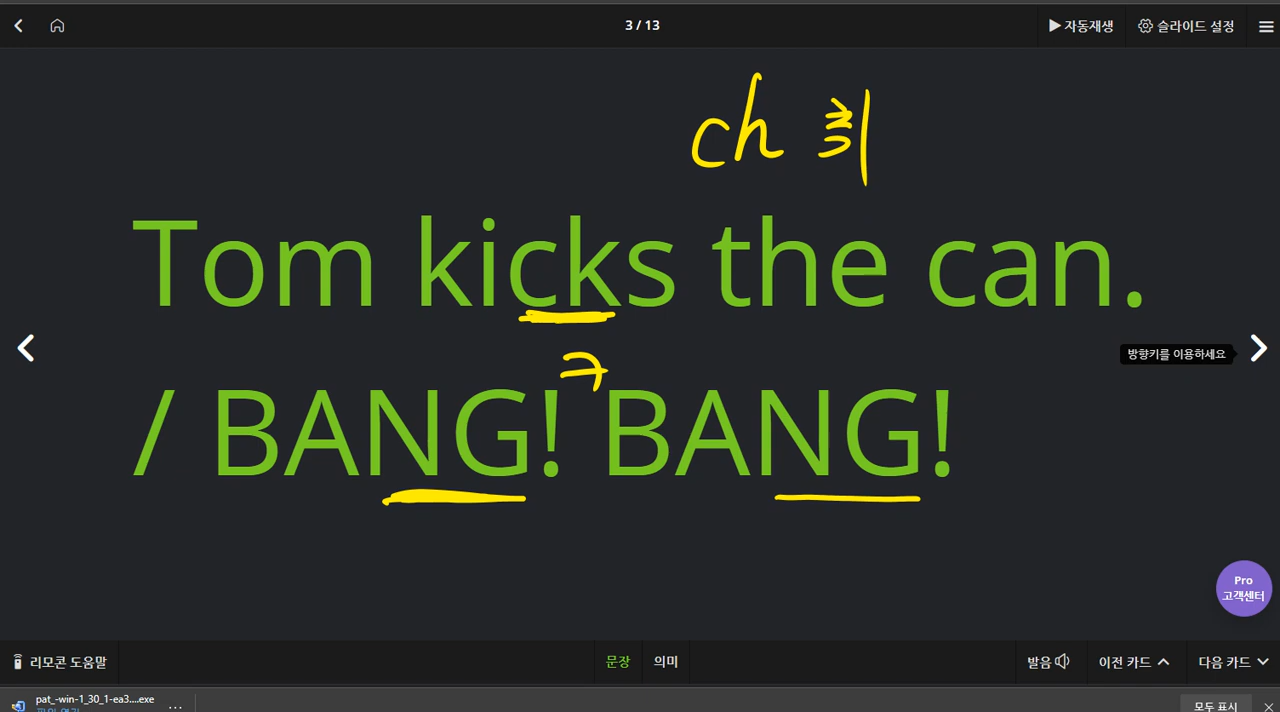 3 / 13
자동재생
슬라이드 설정
ch
Tom kicks the can.
ㅋ
방향키를 이용하세요
/ BANG! BANG!
Pro
고객센터
리모콘 도움말
문장
의미
발음
이전 카드
다음 카드
pat_-win-1_30_1-ea3....exe
...
모두 표시